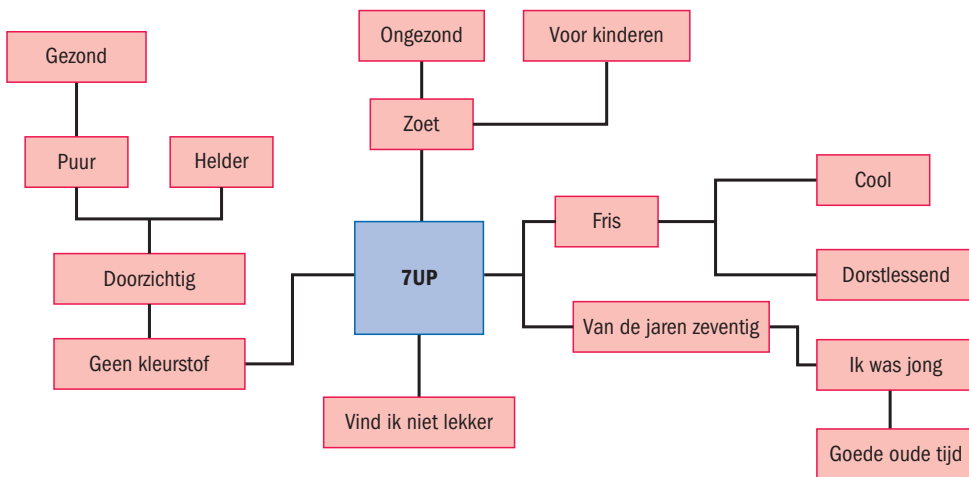 Ongezond
Voor kinderen
Gezond
Zoet
Puur
Helder
Cool
Fris
Doorzichtig
7UP
Dorstlessend
Van de jaren zeventig
Geen kleurstof
Ik was jong
Vind ik niet lekker
Goede oude tijd